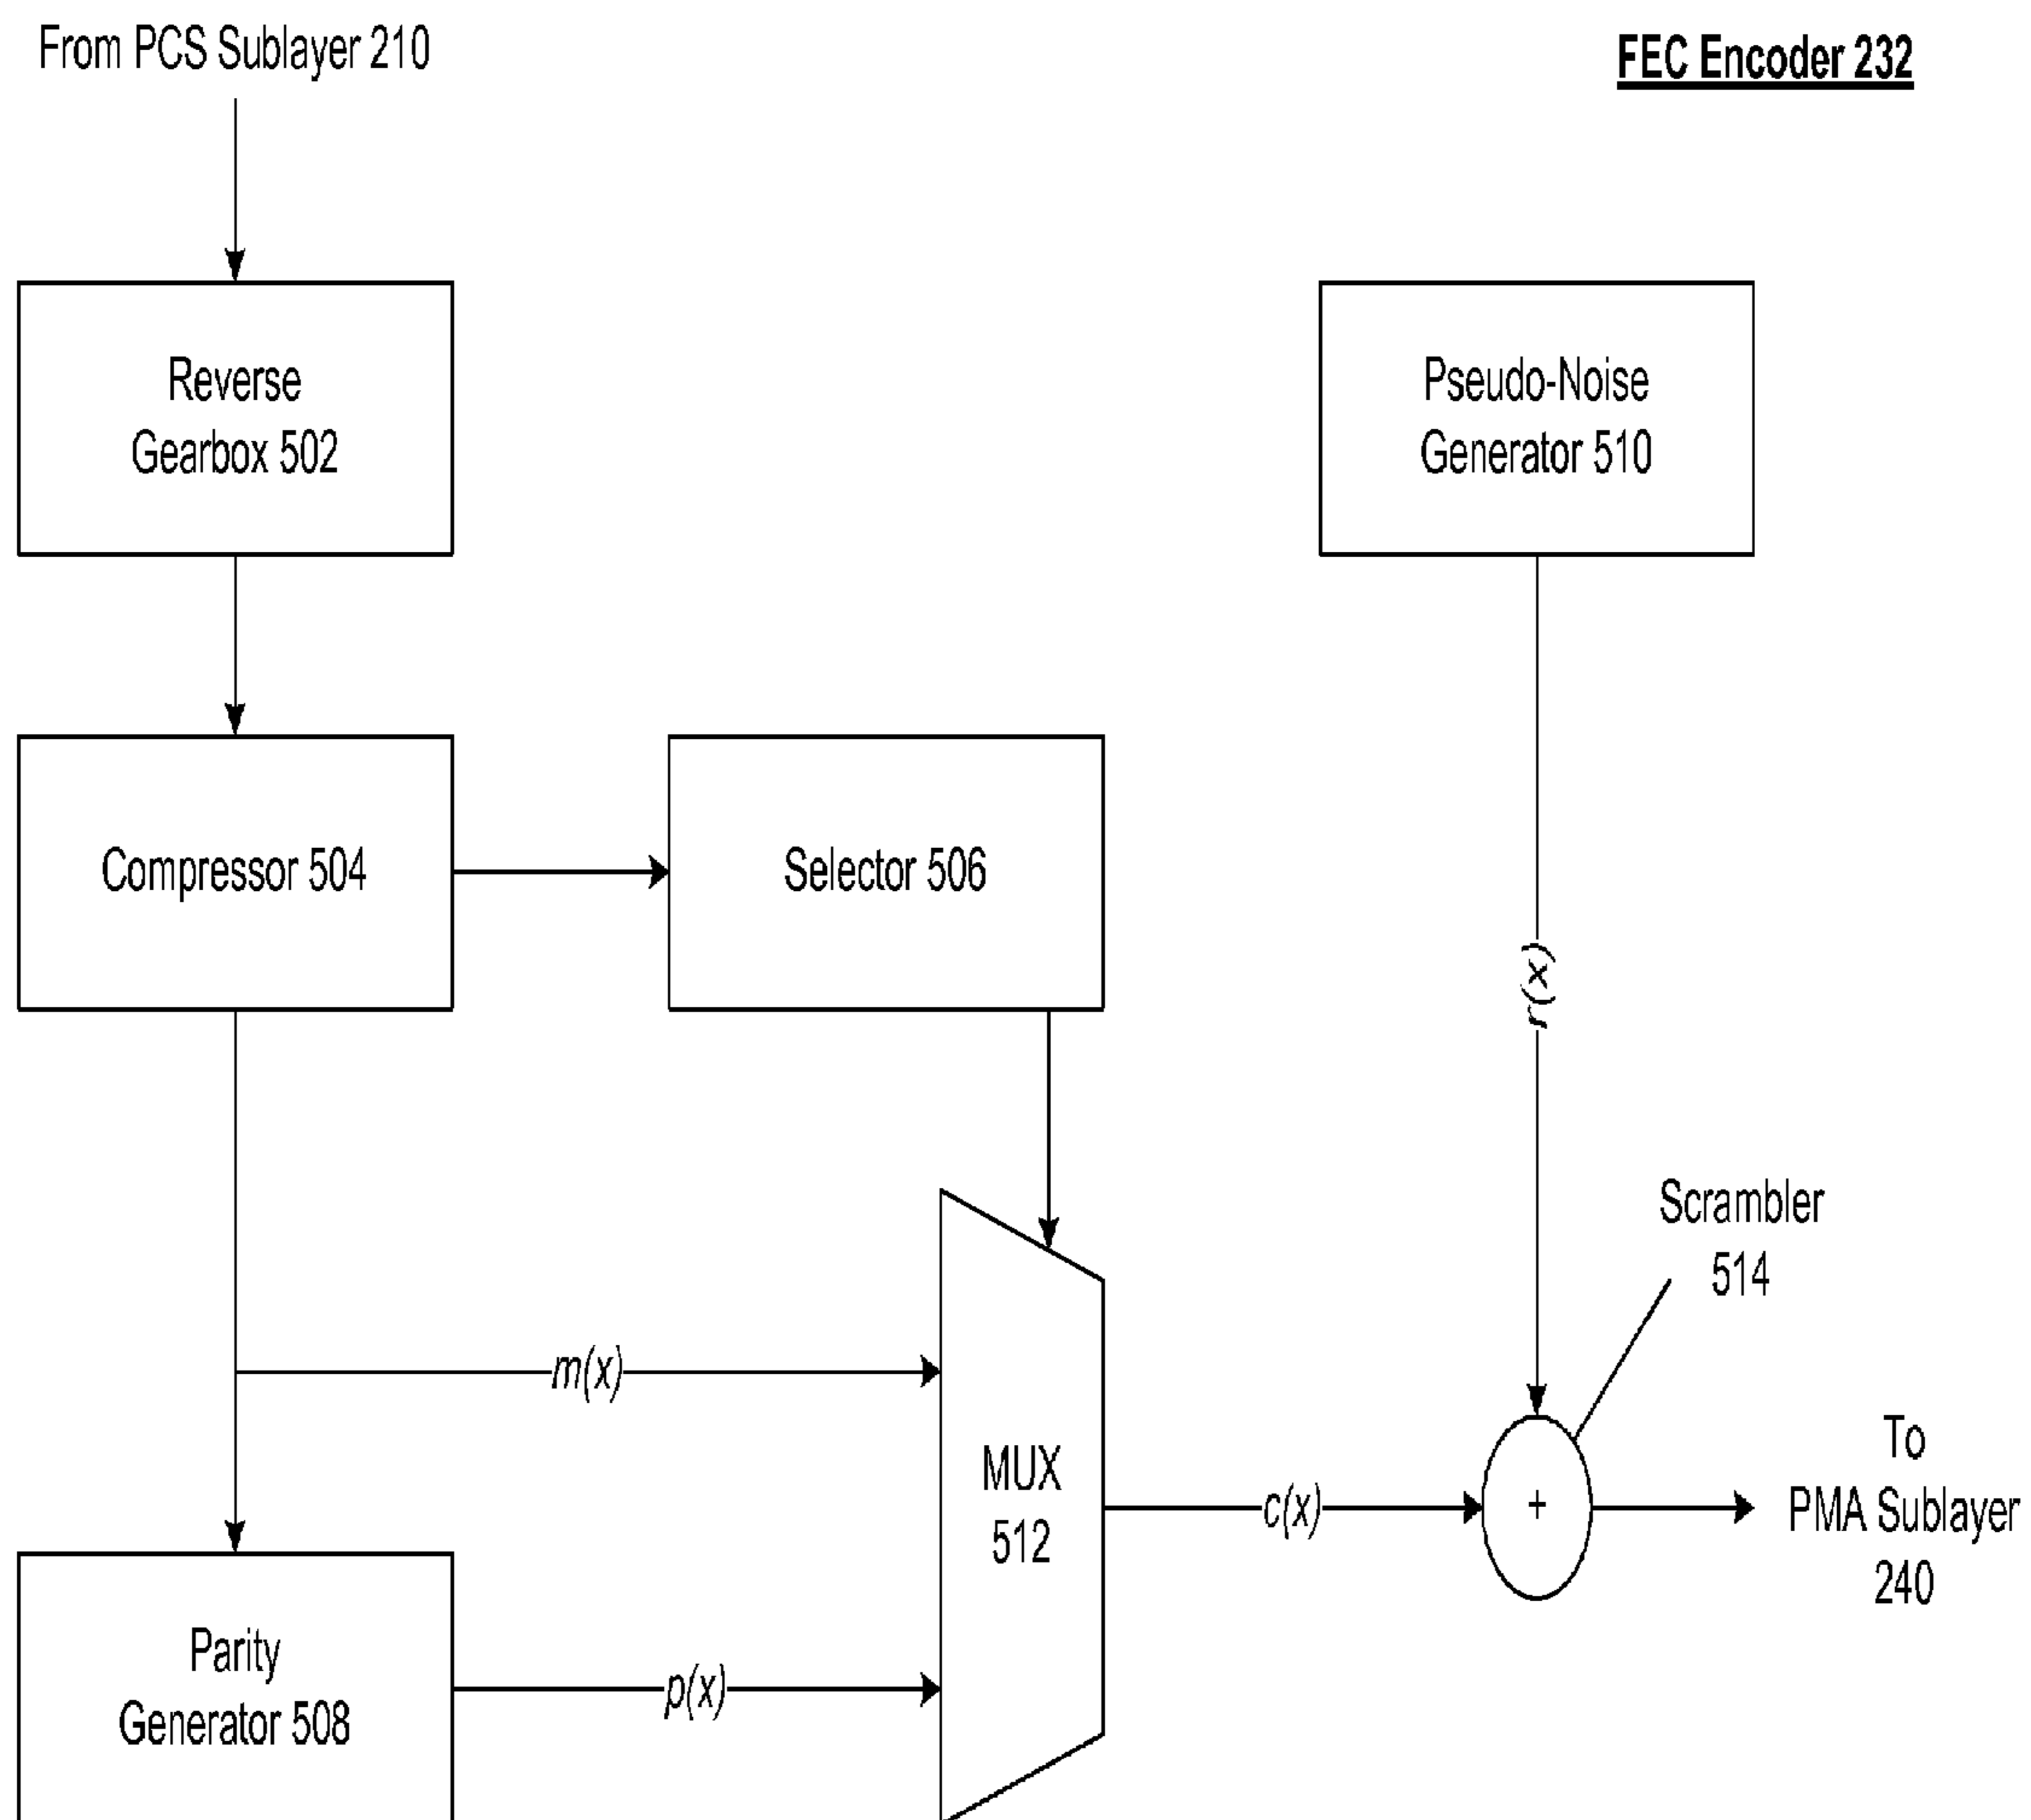 From PCS Sublayer 210
FEC Encoder 232
Reverse
Gearbox 502
Pseudo-Noise
Generator 510
Compressor 504
Selector 506
r(x)
Scrambler
514
m(x)
MUX
512
c(x)
+
To
PMA Sublayer
240
Parity
Generator 508
p(x)